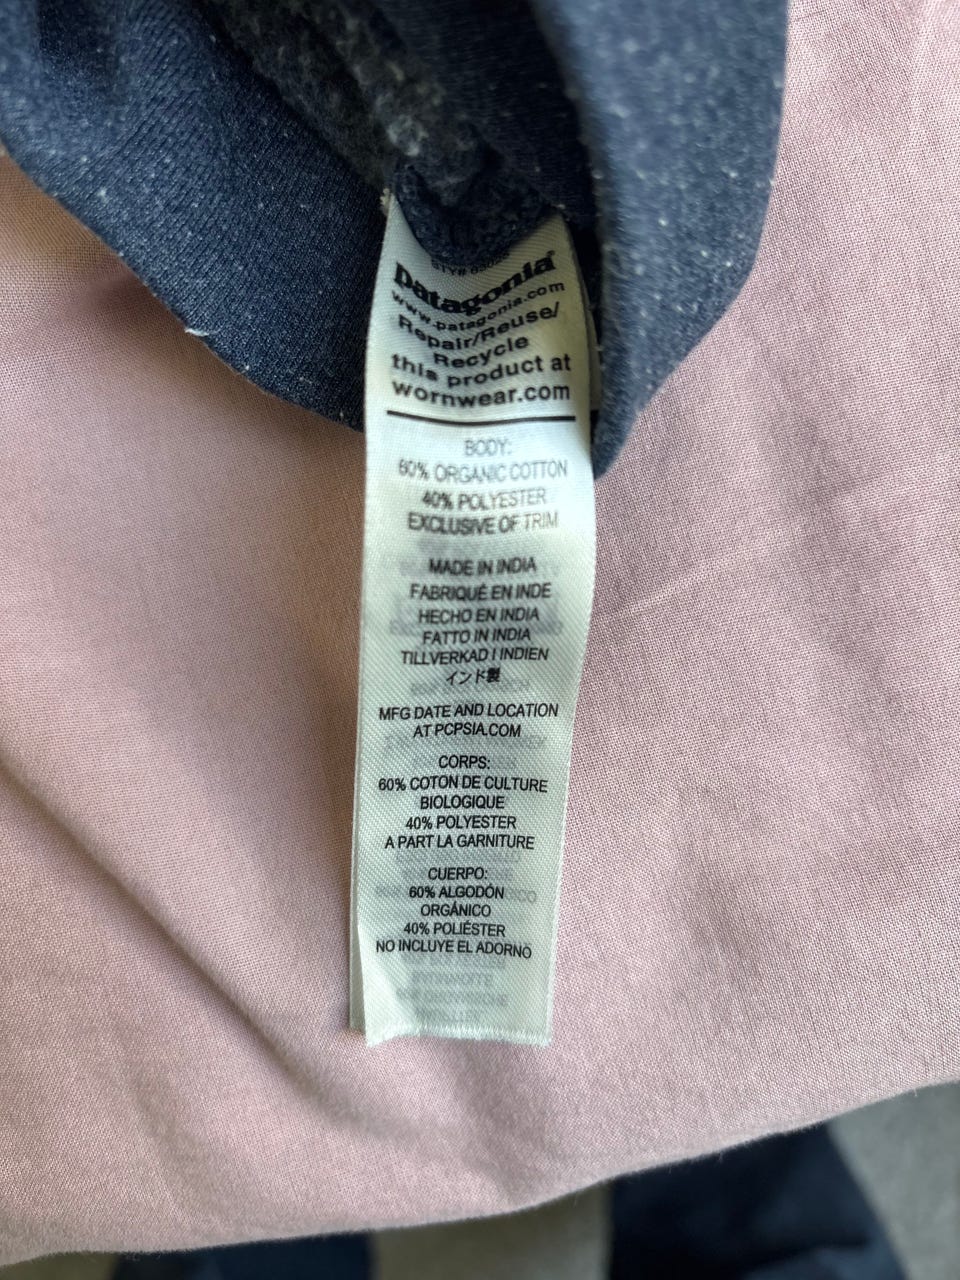 STY#
patagonia®
www.patagonia.com
Repair/Reuse/
Recycle
this product at
wornwear.com
BODY:
60% ORGANIC COTTON
40% POLYESTER
EXCLUSIVE OF TRIM
MADE IN INDIA
FABRIQUÉ EN INDE
HECHO EN INDIA
FATTO IN INDIA
TILLVERKAD I INDIEN
インド製
MFG DATE AND LOCATION
AT PCPSIA.COM
CORPS:
60% COTON DE CULTURE
BIOLOGIQUE
40% POLYESTER
A PART LA GARNITURE
CUERPO:
60% ALGODÓN
ORGÁNICO
40% POLIÉSTER
NO INCLUYE EL ADORNO